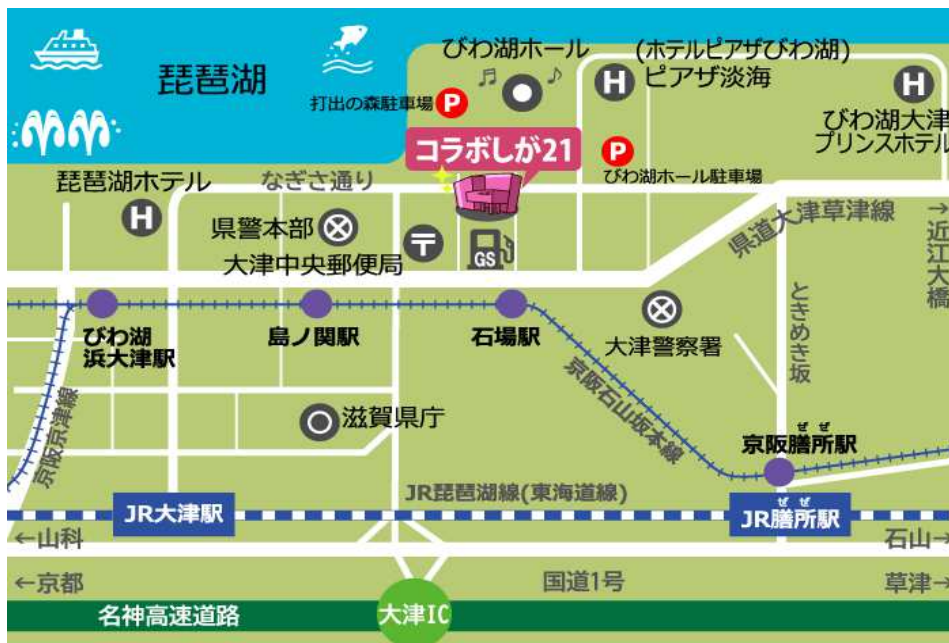 琵琶湖
びわ湖ホール
(ホテルピアザびわ湖)
ピアザ淡海
H
H
びわ湖大津
プリンスホテル
打出の森駐車場
P
コラボしが21
P
びわ湖ホール駐車場
琵琶湖ホテル
H
なぎさ通り
県警本部
大津中央郵便局
〒
GS
県道大津草津線
→近江大橋
びわ湖
浜大津駅
島ノ関駅
石場駅
大津警察署
ときめき坂
京阪京津線
滋賀県庁
京阪石山坂本線
ぜ ぜ
京阪膳所駅
JR大津駅
JR琵琶湖線(東海道線)
ぜ ぜ
JR膳所駅
←山科
石山→
←京都
国道1号
草津→
名神高速道路
大津IC